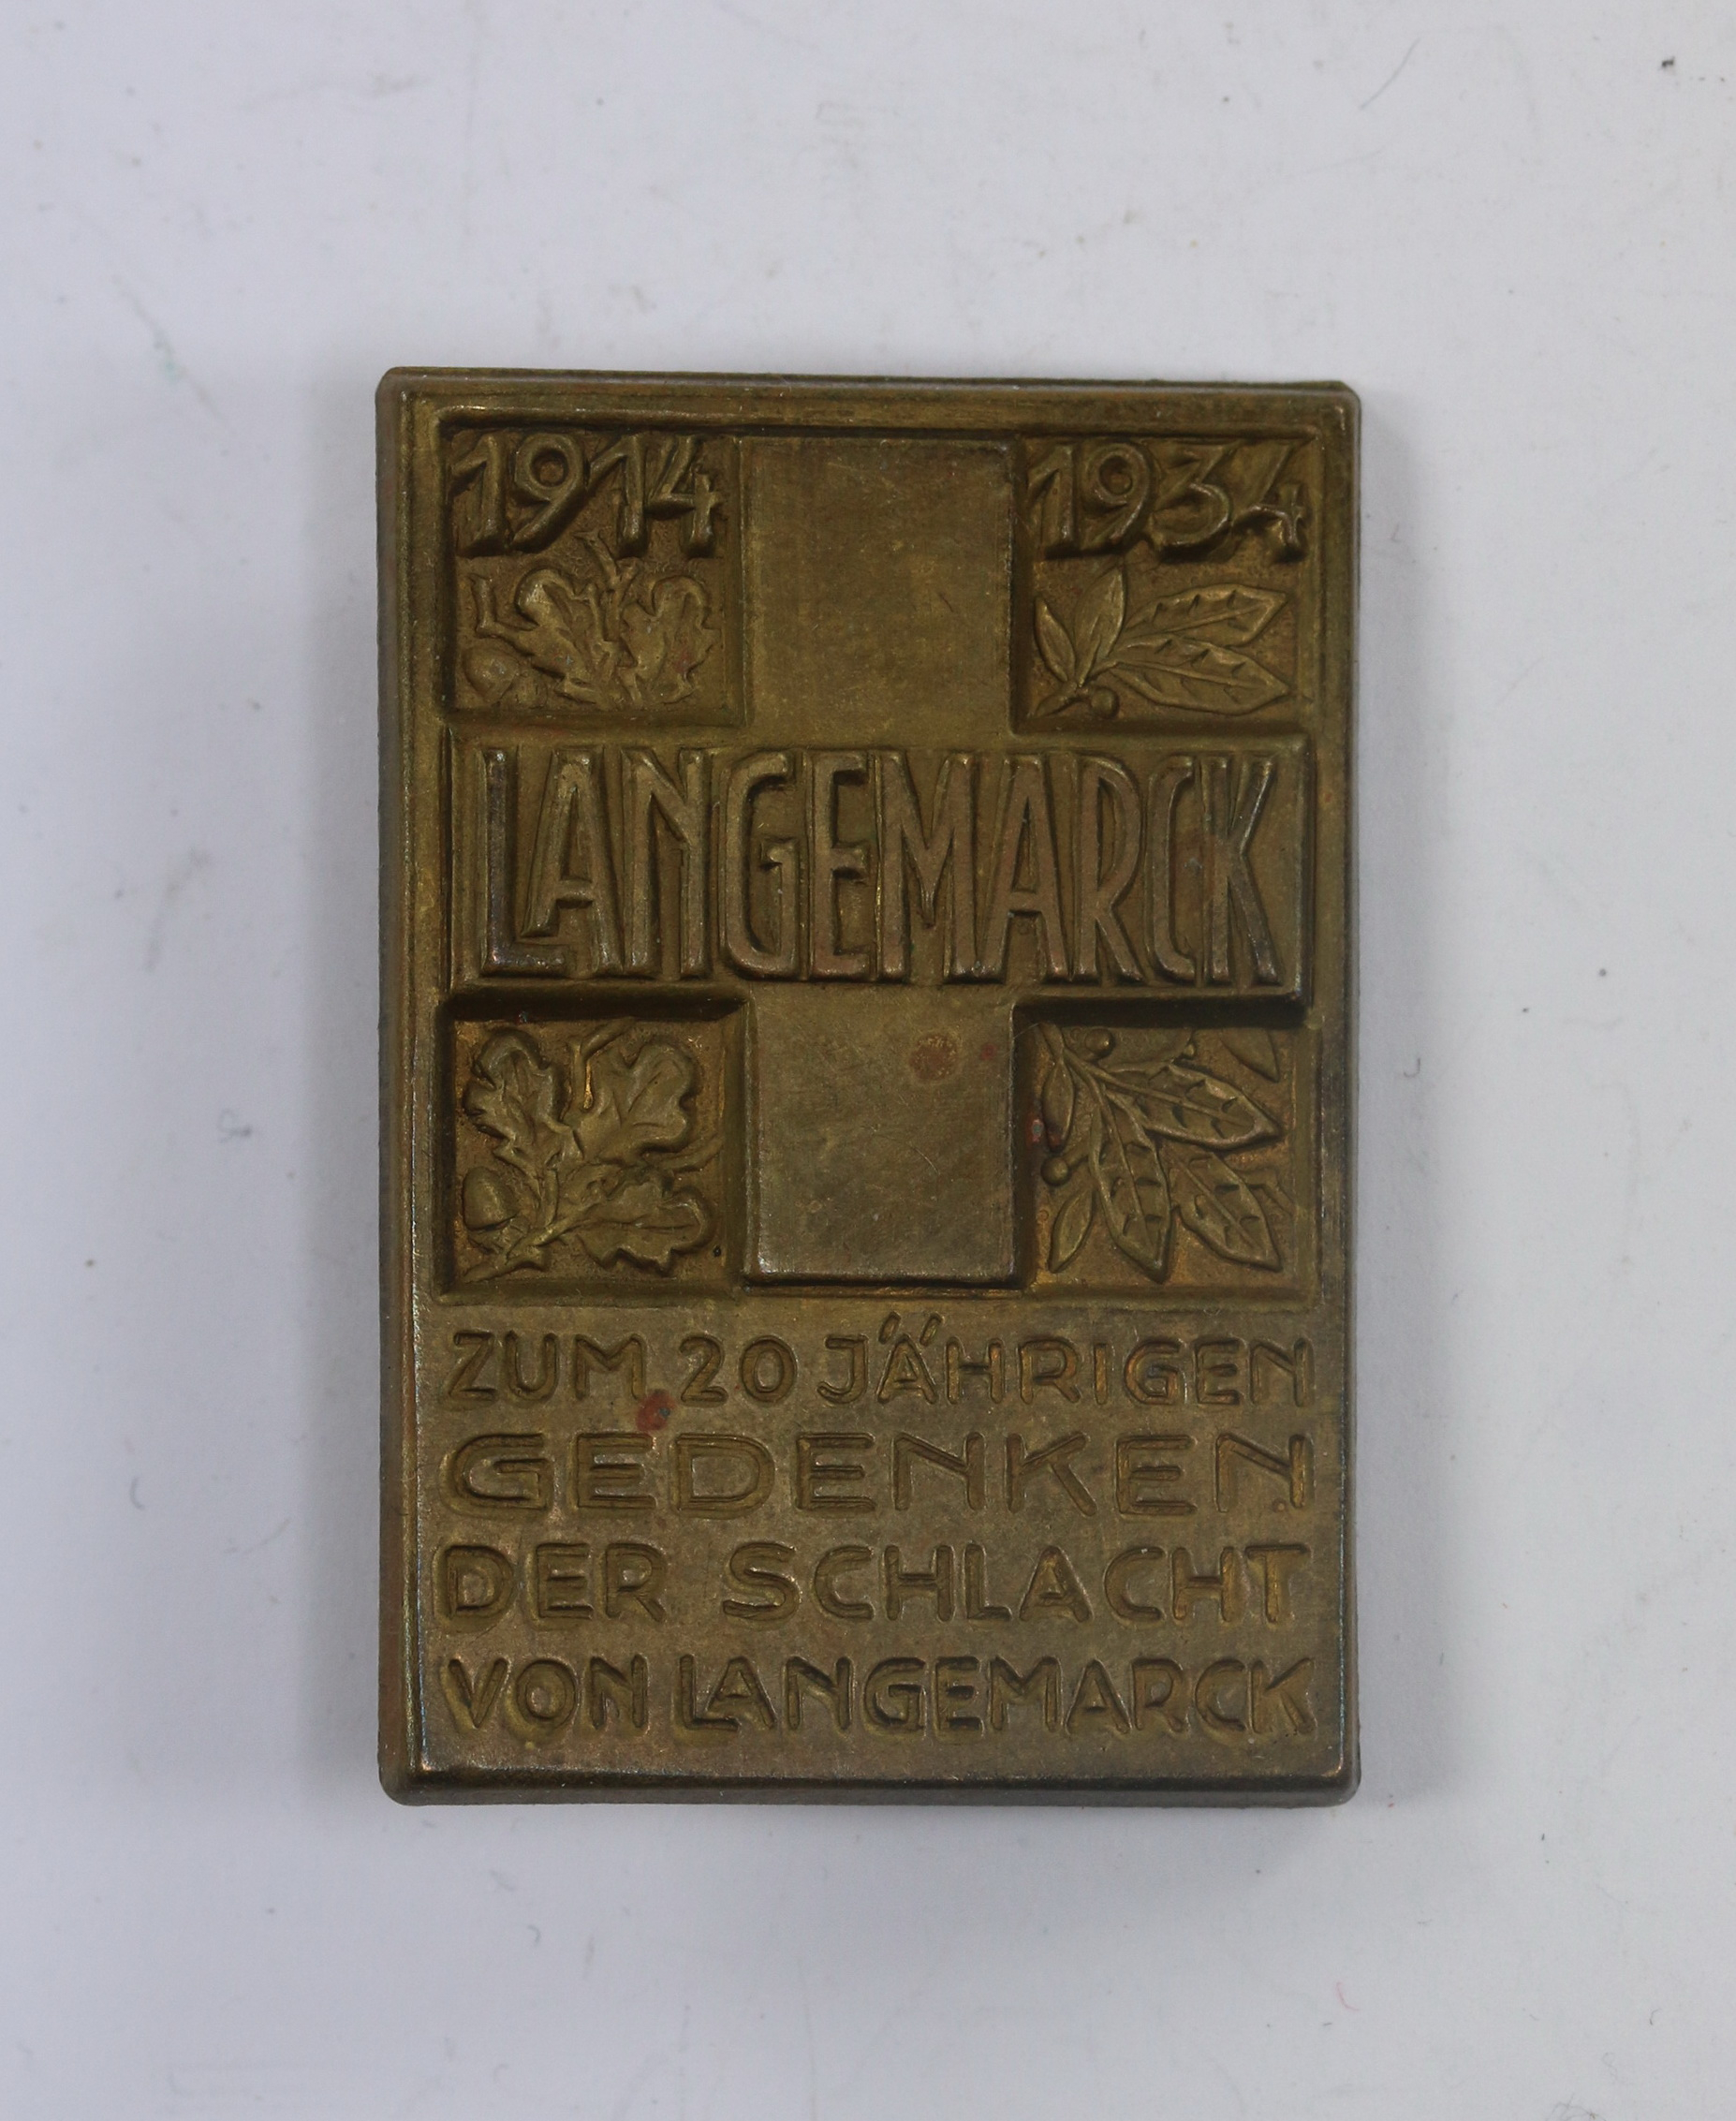 1914 1934
LANGEMARCK
ZUM 20 JÄHRIGEN
GEDENKEN
DER SCHLACHT
VON LANGEMARCK